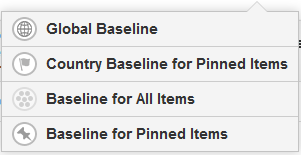 Global Baseline
Country Baseline for Pinned Items
Baseline for All Items
Baseline for Pinned Items